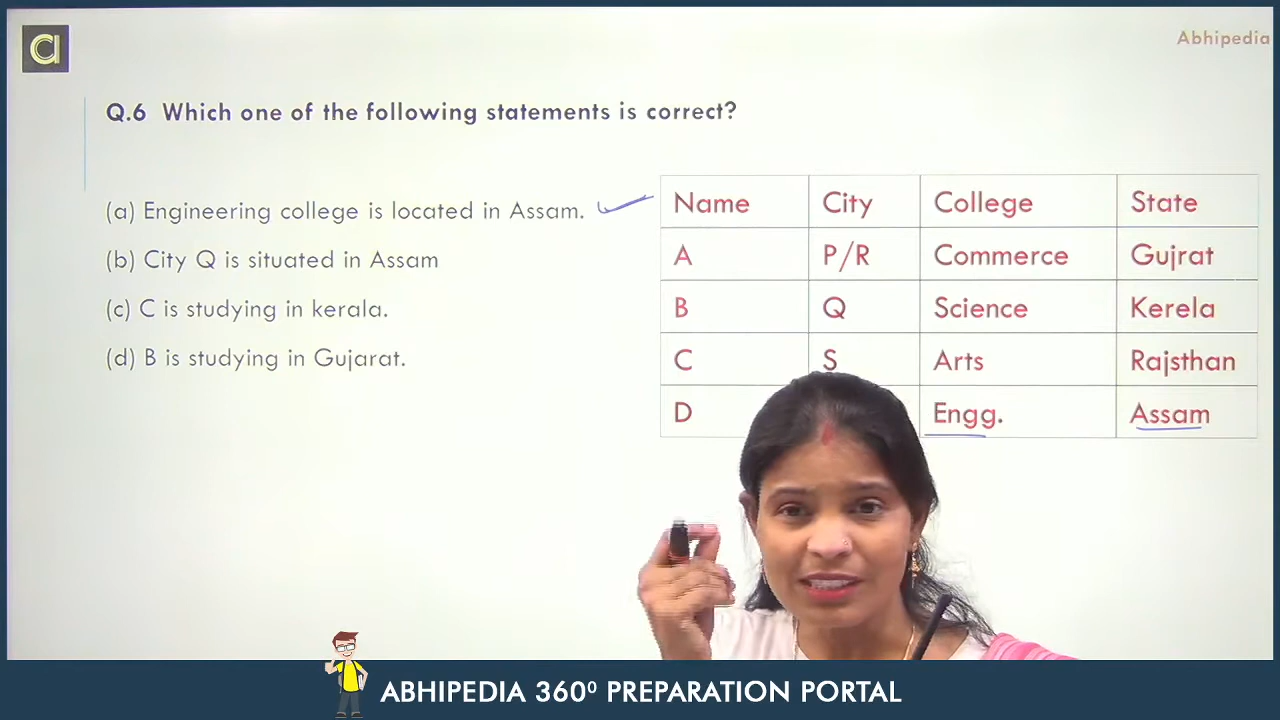 a
Abhipedia
Q.6 Which one of the following statements is correct?
(a) Engineering college is located in Assam.
(b) City Q is situated in Assam
(c) C is studying in kerala.
(d) B is studying in Gujarat.
Name City College State
A P/R Commerce Gujrat
B Q Science Kerela
C S Arts Rajsthan
D Engg. Assam
ABHIPEDIA 360⁰ PREPARATION PORTAL